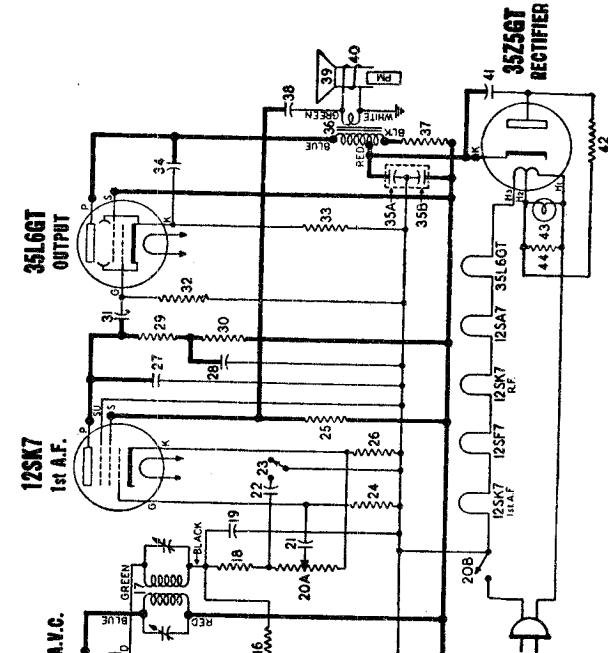 35Z5GT
RECTIFIER
41
42
K
H3
H2
H1
43
44
38
39
40
PM
GREEN
WHITE
36
BLUE
RED
BLK
37
35A
35B
34
35L6GT
OUTPUT
P
S
K
G
33
32
31
29
30
27
28
12SK7
1st A.F.
P
SU
S
K
G
25
26
23
22
24
21
20A
19
18
BLACK
GREEN
17
BLUE
RED
16
A.V.C.
D
35L6GT
12SA7
12SK7
R.F.
12SF7
12SK7
1st A.F.
20B